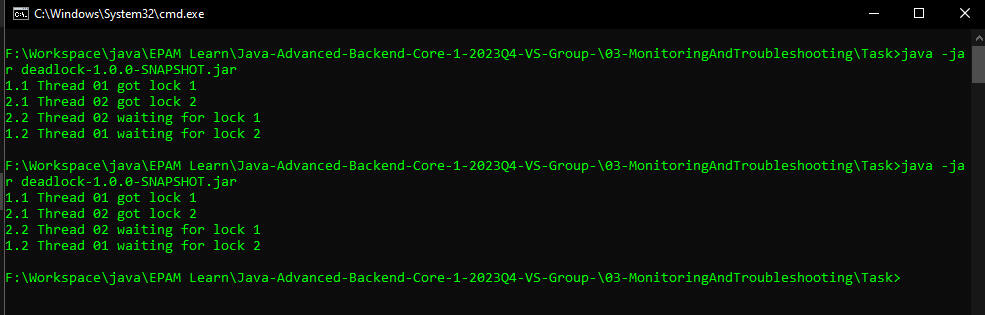 C:\Windows\System32\cmd.exe
F:\Workspace\java\EPAM Learn\Java-Advanced-Backend-Core-1-2023Q4-VS-Group-\03-MonitoringAndTroubleshooting\Task>java -ja
r deadlock-1.0.0-SNAPSHOT.jar
1.1 Thread 01 got lock 1
2.1 Thread 02 got lock 2
2.2 Thread 02 waiting for lock 1
1.2 Thread 01 waiting for lock 2
F:\Workspace\java\EPAM Learn\Java-Advanced-Backend-Core-1-2023Q4-VS-Group-\03-MonitoringAndTroubleshooting\Task>java -ja
r deadlock-1.0.0-SNAPSHOT.jar
1.1 Thread 01 got lock 1
2.1 Thread 02 got lock 2
2.2 Thread 02 waiting for lock 1
1.2 Thread 01 waiting for lock 2
F:\Workspace\java\EPAM Learn\Java-Advanced-Backend-Core-1-2023Q4-VS-Group-\03-MonitoringAndTroubleshooting\Task>